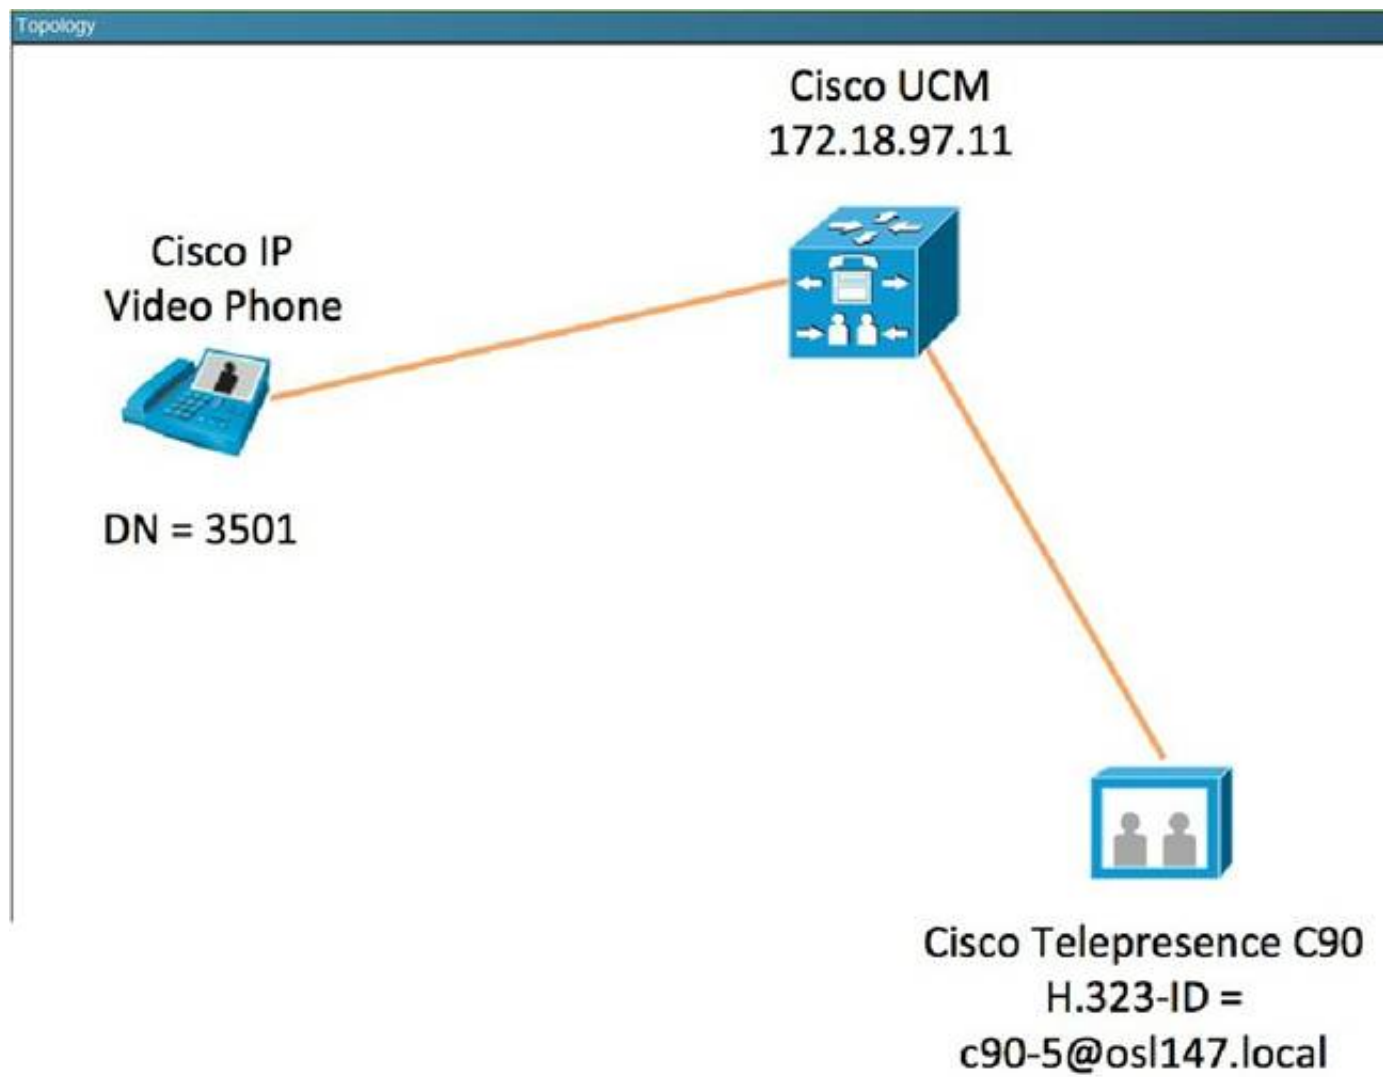 Topology
Cisco UCM
172.18.97.11
Cisco IP
Video Phone
DN = 3501
Cisco Telepresence C90
H.323-ID =
c90-5@osl147.local